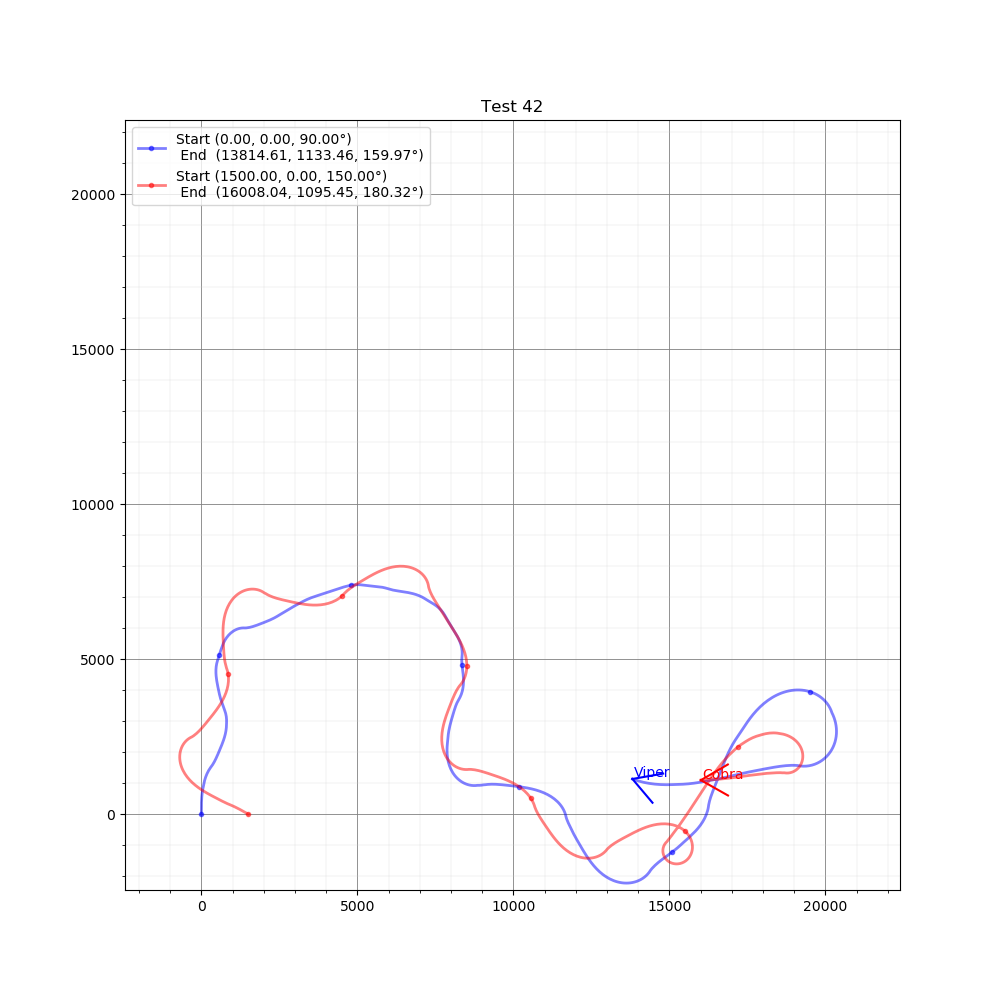 Test 42
Start (0.00, 0.00, 90.00°)
End (13814.61, 1133.46, 159.97°)
Start (1500.00, 0.00, 150.00°)
End (16008.04, 1095.45, 180.32°)
20000
15000
10000
5000
0
Viper
Cobra
0 5000 10000 15000 20000